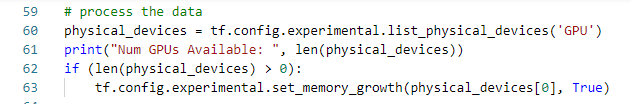 59 # process the data
60 physical_devices = tf.config.experimental.list_physical_devices('GPU')
61 print("Num GPUs Available: ", len(physical_devices))
62 if (len(physical_devices) > 0):
63     tf.config.experimental.set_memory_growth(physical_devices[0], True)